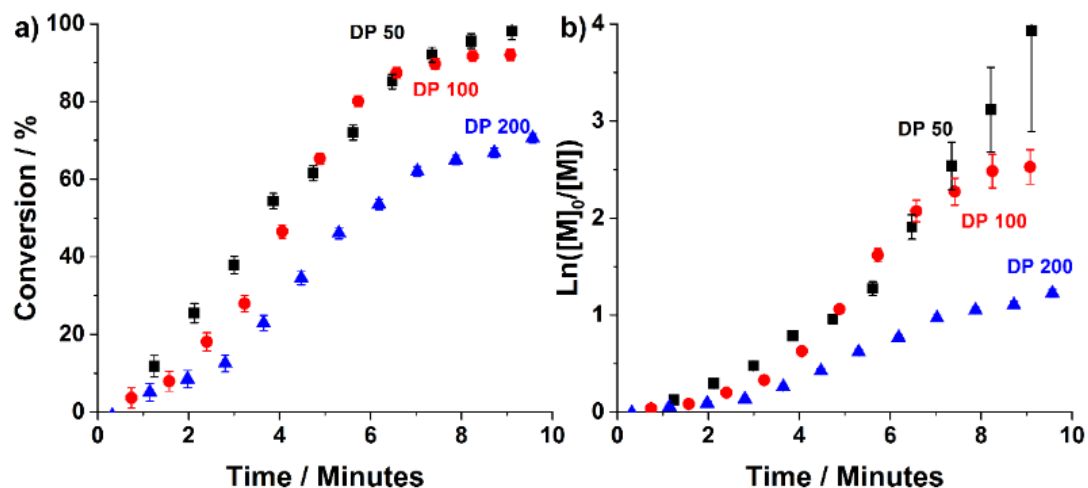 a)
Conversion / %
100
80
60
40
20
0
0 2 4 6 8 10
Time / Minutes
DP 50
DP 100
DP 200
b)
Ln([M]₀/[M])
4
3
2
1
0
0 2 4 6 8 10
Time / Minutes
DP 50
DP 100
DP 200